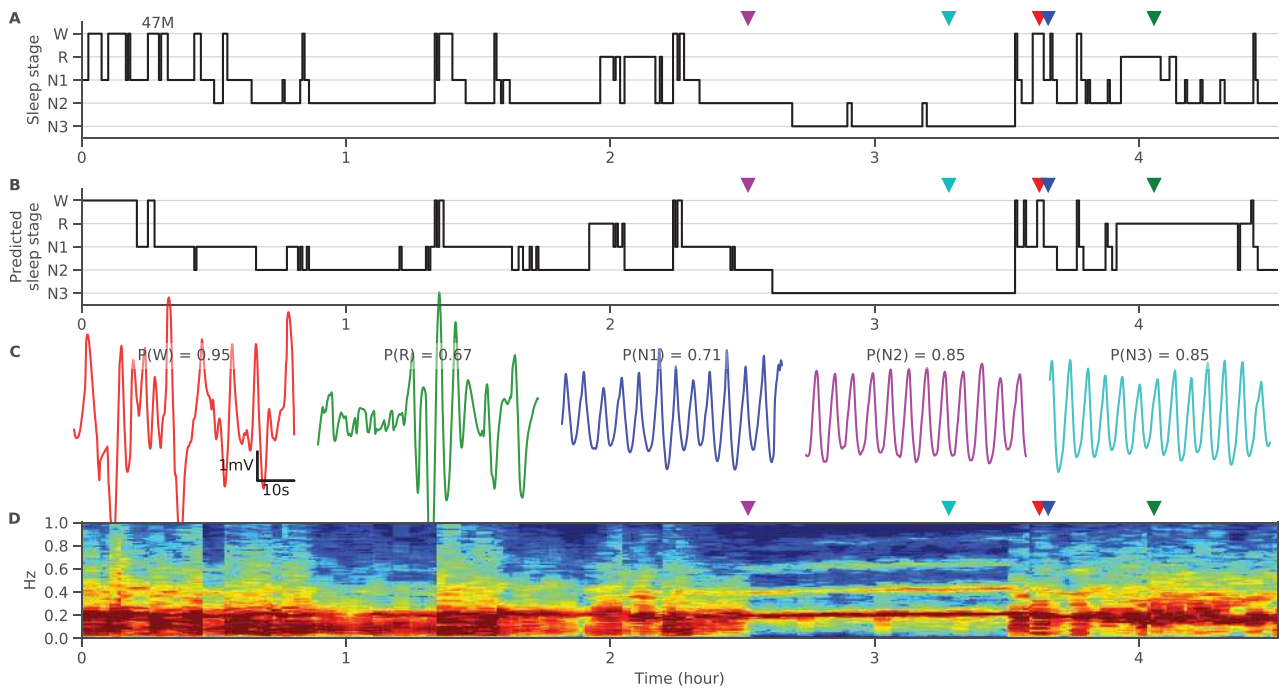 A
47M
Sleep stage
W
R
N1
N2
N3
0 1 2 3 4
B
Predicted
sleep stage
W
R
N1
N2
N3
0 1 2 3 4
C
P(W) = 0.95 P(R) = 0.67 P(N1) = 0.71 P(N2) = 0.85 P(N3) = 0.85
1mV
10s
D
Hz
1.0
0.8
0.6
0.4
0.2
0.0
0 1 2 3 4
Time (hour)